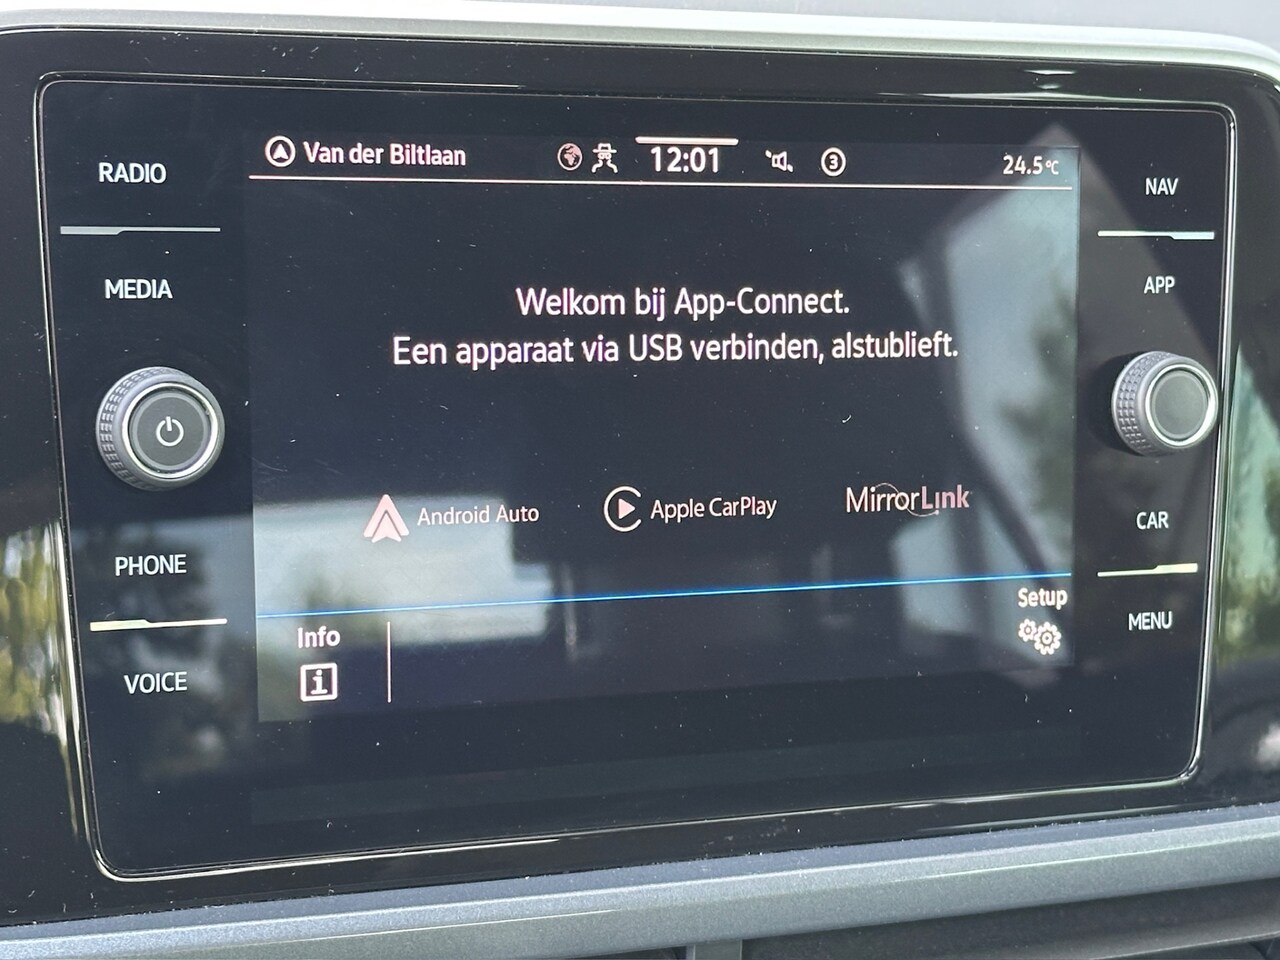 RADIO
MEDIA
PHONE
VOICE
Van der Biltlaan
12:01
3
24.5°C
Welkom bij App-Connect.
Een apparaat via USB verbinden, alstublieft.
Android Auto
Apple CarPlay
MirrorLink
Info
i
Setup
NAV
APP
CAR
MENU